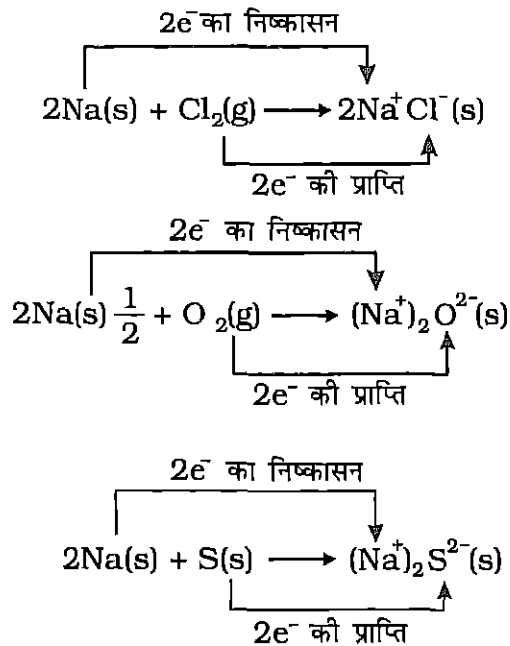 2e⁻ का निष्कासन
2Na(s) + Cl₂(g) ⟶ 2Na⁺Cl⁻(s)
2e⁻ की प्राप्ति
2e⁻ का निष्कासन
2Na(s) 1/2 + O₂(g) ⟶ (Na⁺)₂O²⁻(s)
2e⁻ की प्राप्ति
2e⁻ का निष्कासन
2Na(s) + S(s) ⟶ (Na⁺)₂S²⁻(s)
2e⁻ की प्राप्ति